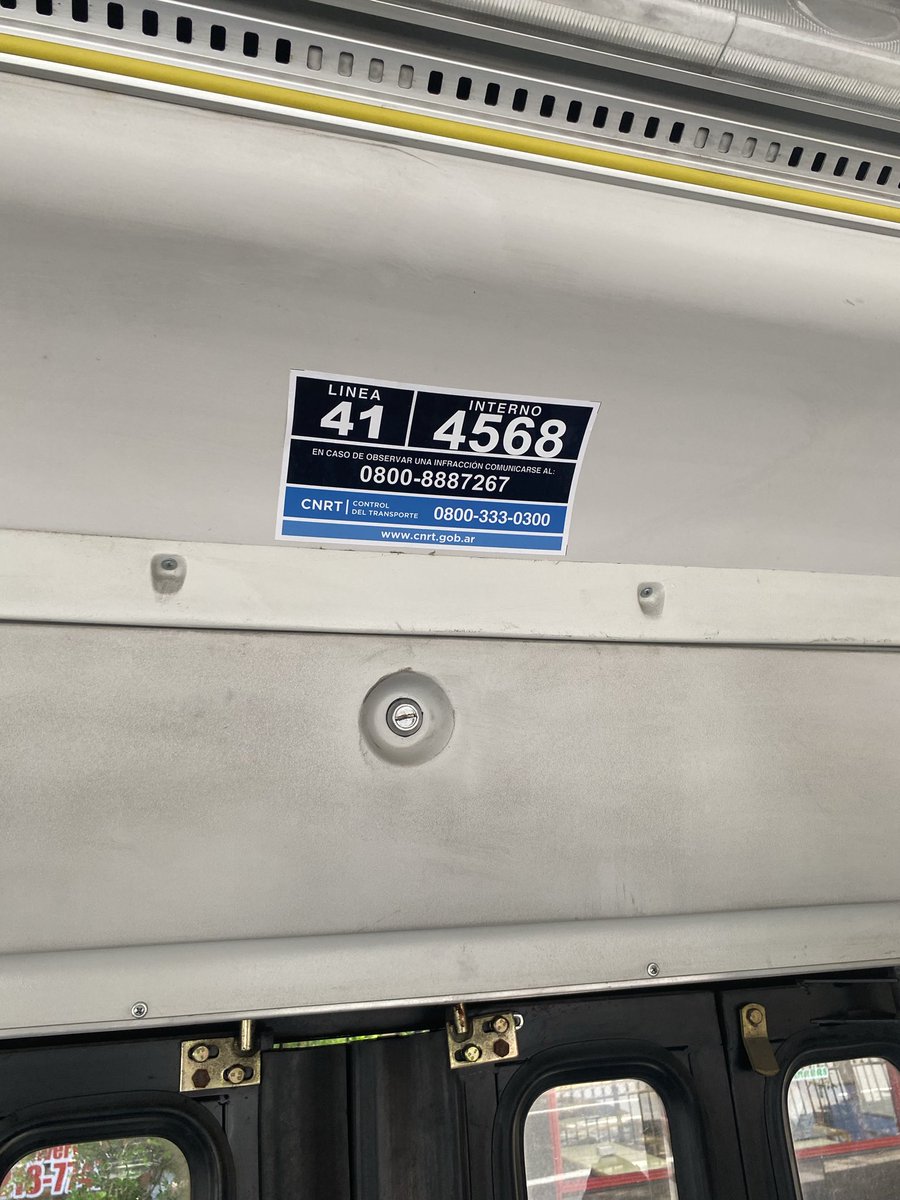 LINEA
41
INTERNO
4568
EN CASO DE OBSERVAR UNA INFRACCIÓN COMUNICARSE AL:
0800-8887267
CNRT | CONTROL
DEL TRANSPORTE
0800-333-0300
www.cnrt.gob.ar